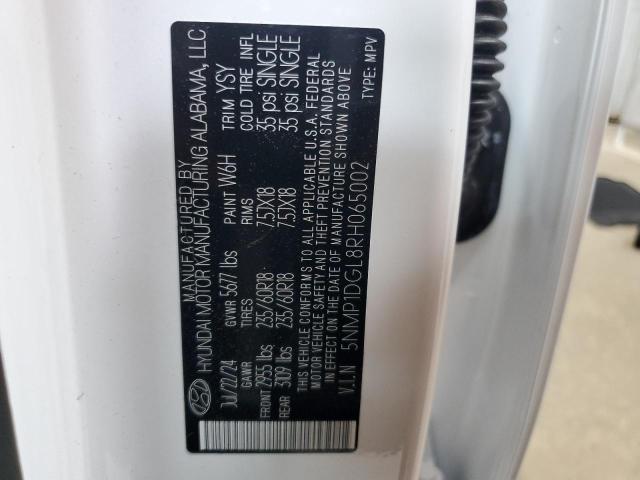 MANUFACTURED BY
HYUNDAI MOTOR MANUFACTURING ALABAMA, LLC
GVWR 5677 lbs PAINT W6H TRIM YSY
GAWR TIRES RIMS COLD TIRE INFL
FRONT 2955 lbs 235/60R18 7.5JX18 35 psi SINGLE
REAR 3109 lbs 235/60R18 7.5JX18 35 psi SINGLE
THIS VEHICLE CONFORMS TO ALL APPLICABLE U.S.A. FEDERAL
MOTOR VEHICLE SAFETY AND THEFT PREVENTION STANDARDS
IN EFFECT ON THE DATE OF MANUFACTURE SHOWN ABOVE
V.I.N 5NMP1DGL8RH065002
TYPE: MPV